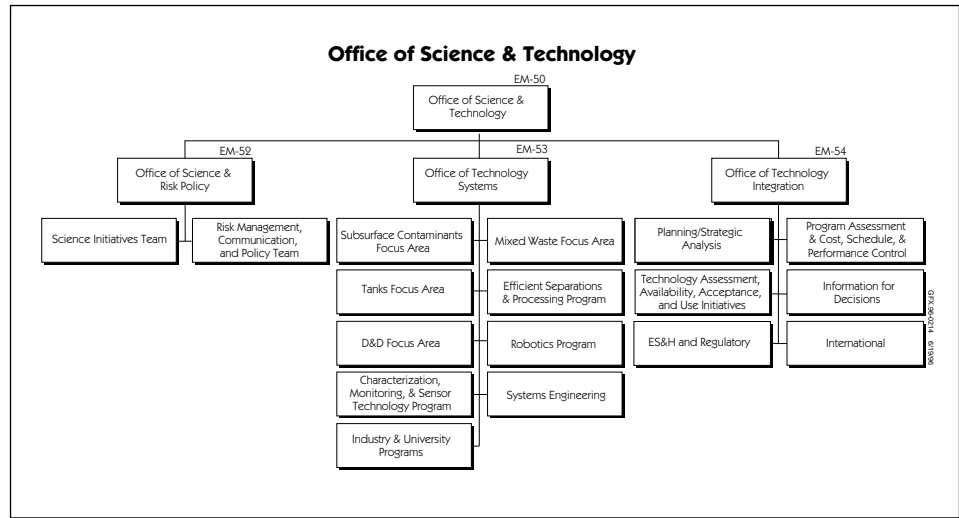 Office of Science & Technology
EM-50
Office of Science &
Technology
EM-52
Office of Science &
Risk Policy
EM-53
Office of Technology
Systems
EM-54
Office of Technology
Integration
Science Initiatives Team
Risk Management,
Communication,
and Policy Team
Subsurface Contaminants
Focus Area
Mixed Waste Focus Area
Tanks Focus Area
Efficient Separations
& Processing Program
D&D Focus Area
Robotics Program
Characterization,
Monitoring, & Sensor
Technology Program
Systems Engineering
Industry & University
Programs
Planning/Strategic
Analysis
Program Assessment
& Cost, Schedule, &
Performance Control
Technology Assessment,
Availability, Acceptance,
and Use Initiatives
Information for
Decisions
ES&H and Regulatory
International
GFX.96-0214 6/19/96